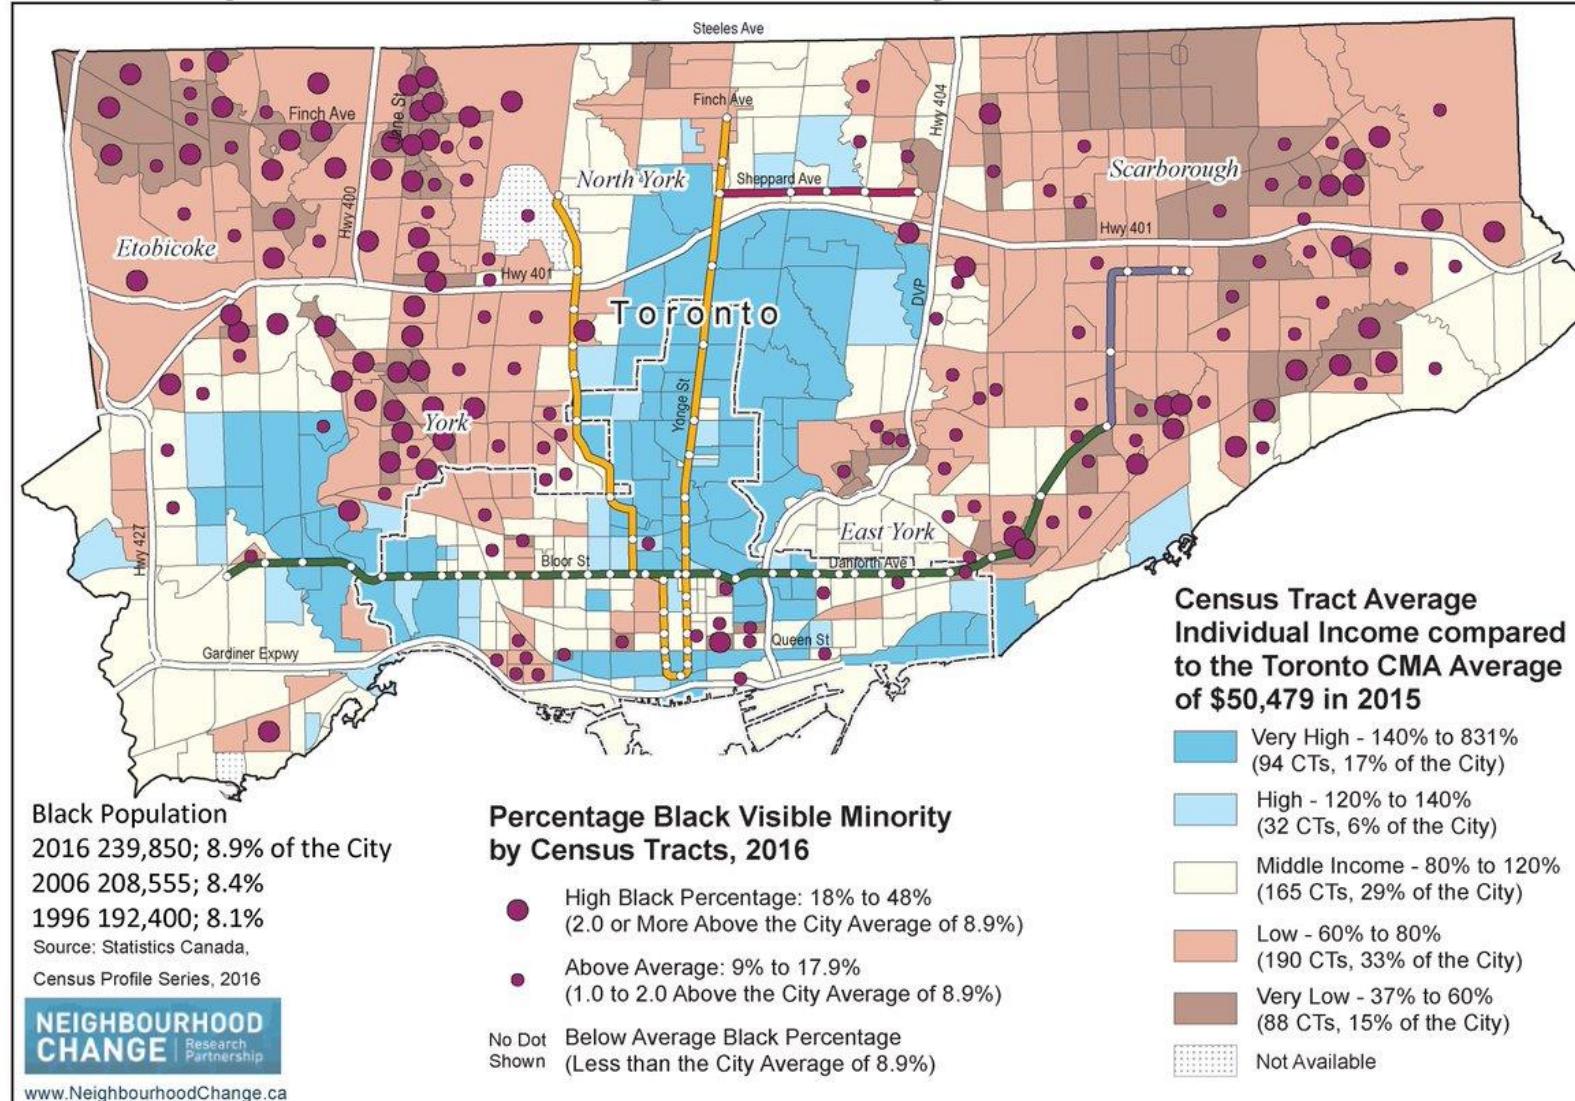 Steeles Ave
Finch Ave
Jane St
Finch Ave
Hwy 404
North York
Sheppard Ave
Scarborough
Hwy 400
Etobicoke
Hwy 401
Hwy 401
DVP
Toronto
Yonge St
York
East York
Hwy 427
Bloor St
Danforth Ave
Queen St
Gardiner Expwy
Census Tract Average
Individual Income compared
to the Toronto CMA Average
of $50,479 in 2015
Very High - 140% to 831%
(94 CTs, 17% of the City)
High - 120% to 140%
(32 CTs, 6% of the City)
Middle Income - 80% to 120%
(165 CTs, 29% of the City)
Low - 60% to 80%
(190 CTs, 33% of the City)
Very Low - 37% to 60%
(88 CTs, 15% of the City)
Not Available
Black Population
2016 239,850; 8.9% of the City
2006 208,555; 8.4%
1996 192,400; 8.1%
Source: Statistics Canada,
Census Profile Series, 2016
NEIGHBOURHOOD
CHANGE Research
Partnership
www.NeighbourhoodChange.ca
Percentage Black Visible Minority
by Census Tracts, 2016
High Black Percentage: 18% to 48%
(2.0 or More Above the City Average of 8.9%)
Above Average: 9% to 17.9%
(1.0 to 2.0 Above the City Average of 8.9%)
No Dot
Shown
Below Average Black Percentage
(Less than the City Average of 8.9%)